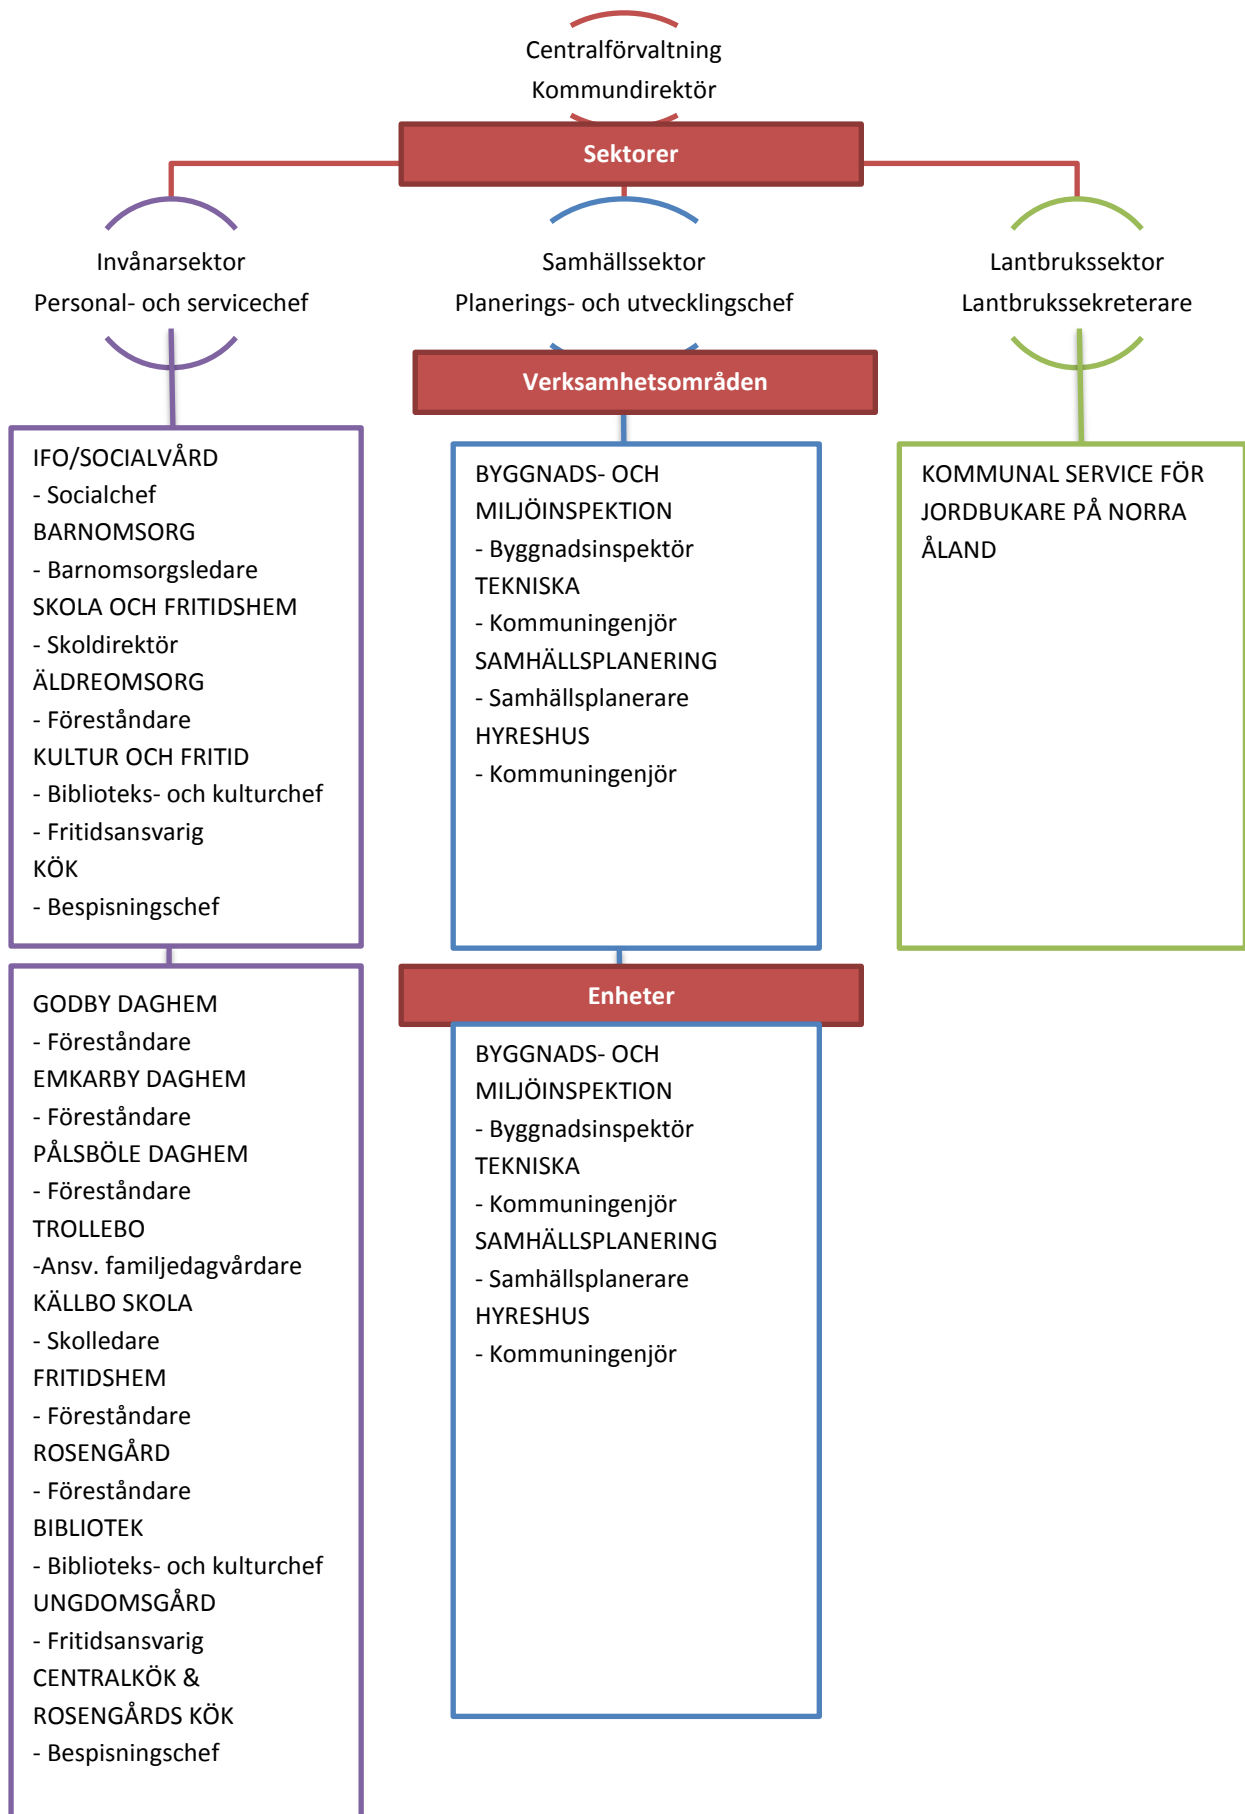 Centralförvaltning
Kommundirektör
Sektorer
Invånarsektor
Personal- och servicechef
Samhällssektor
Planerings- och utvecklingschef
Lantbrukssektor
Lantbrukssekreterare
Verksamhetsområden
IFO/SOCIALVÅRD
- Socialchef
BARNOMSORG
- Barnomsorgsledare
SKOLA OCH FRITIDSHEM
- Skoldirektör
ÄLDREOMSORG
- Föreståndare
KULTUR OCH FRITID
- Biblioteks- och kulturchef
- Fritidsansvarig
KÖK
- Bespisningschef
BYGGNADS- OCH
MILJÖINSPEKTION
- Byggnadsinspektör
TEKNISKA
- Kommuningenjör
SAMHÄLLSPLANERING
- Samhällsplanerare
HYRESHUS
- Kommuningenjör
KOMMUNAL SERVICE FÖR
JORDBUKARE PÅ NORRA
ÅLAND
Enheter
GODBY DAGHEM
- Föreståndare
EMKARBY DAGHEM
- Föreståndare
PÅLSBÖLE DAGHEM
- Föreståndare
TROLLEBO
-Ansv. familjedagvårdare
KÄLLBO SKOLA
- Skolledare
FRITIDSHEM
- Föreståndare
ROSENGÅRD
- Föreståndare
BIBLIOTEK
- Biblioteks- och kulturchef
UNGDOMSGÅRD
- Fritidsansvarig
CENTRALKÖK &
ROSENGÅRDS KÖK
- Bespisningschef
BYGGNADS- OCH
MILJÖINSPEKTION
- Byggnadsinspektör
TEKNISKA
- Kommuningenjör
SAMHÄLLSPLANERING
- Samhällsplanerare
HYRESHUS
- Kommuningenjör